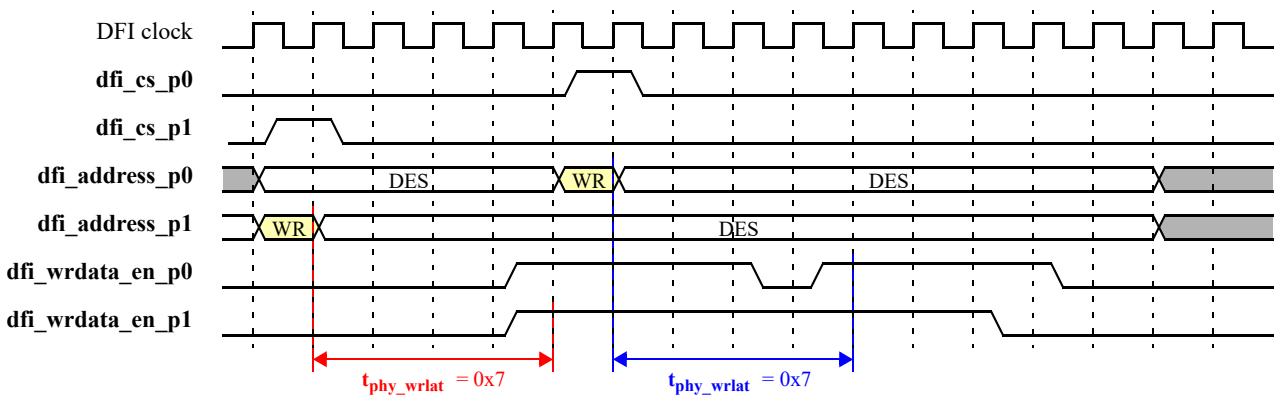 DFI clock
dfi_cs_p0
dfi_cs_p1
dfi_address_p0 DES WR DES
dfi_address_p1 WR DES
dfi_wrdata_en_p0
dfi_wrdata_en_p1
tphy_wrlat = 0x7 tphy_wrlat = 0x7